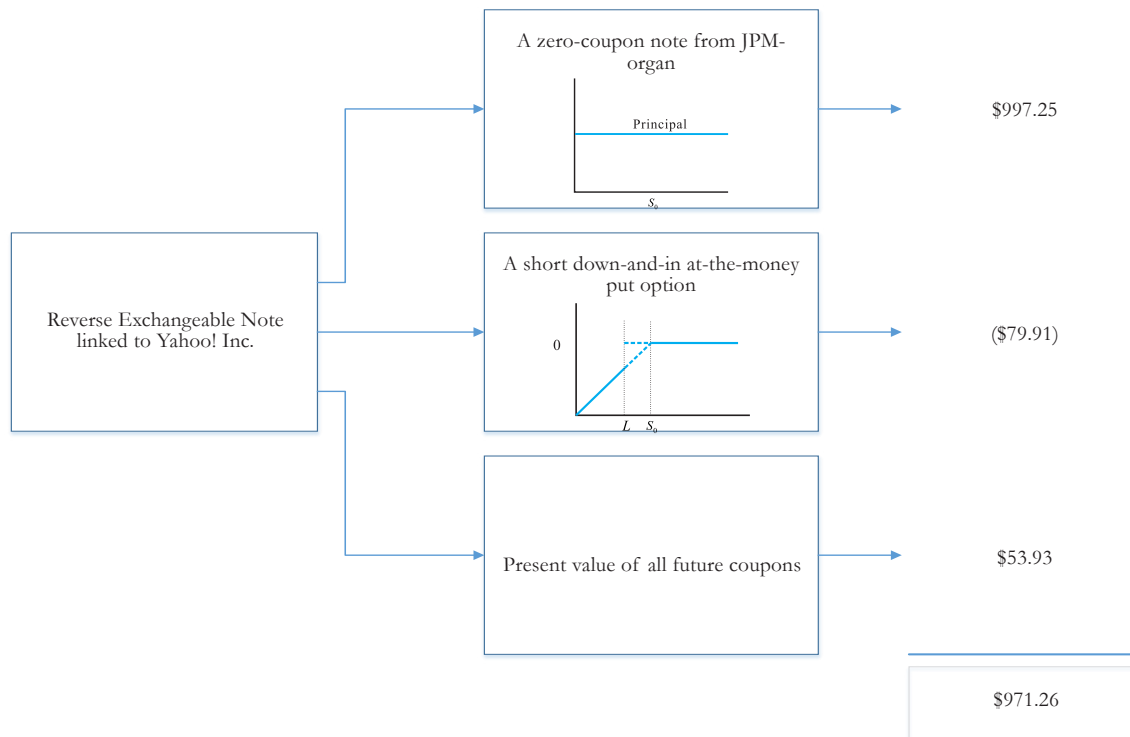 A zero-coupon note from JPM-
organ
Principal
S₀
$997.25
Reverse Exchangeable Note
linked to Yahoo! Inc.
A short down-and-in at-the-money
put option
0
L S₀
($79.91)
Present value of all future coupons
$53.93
$971.26